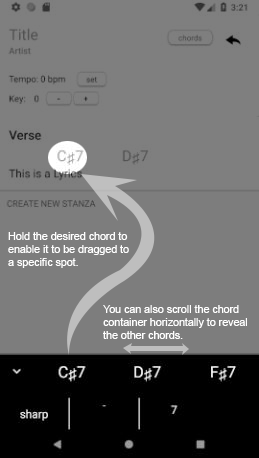 3:21
Title
Artist
chords
Tempo: 0 bpm set
Key: 0 - +
Verse
C♯7 D♯7
This is a Lyrics
CREATE NEW STANZA
Hold the desired chord to
enable it to be dragged to
a specific spot.
You can also scroll the chord
container horizontally to reveal
the other chords.
C♯7 D♯7 F♯7
sharp - 7